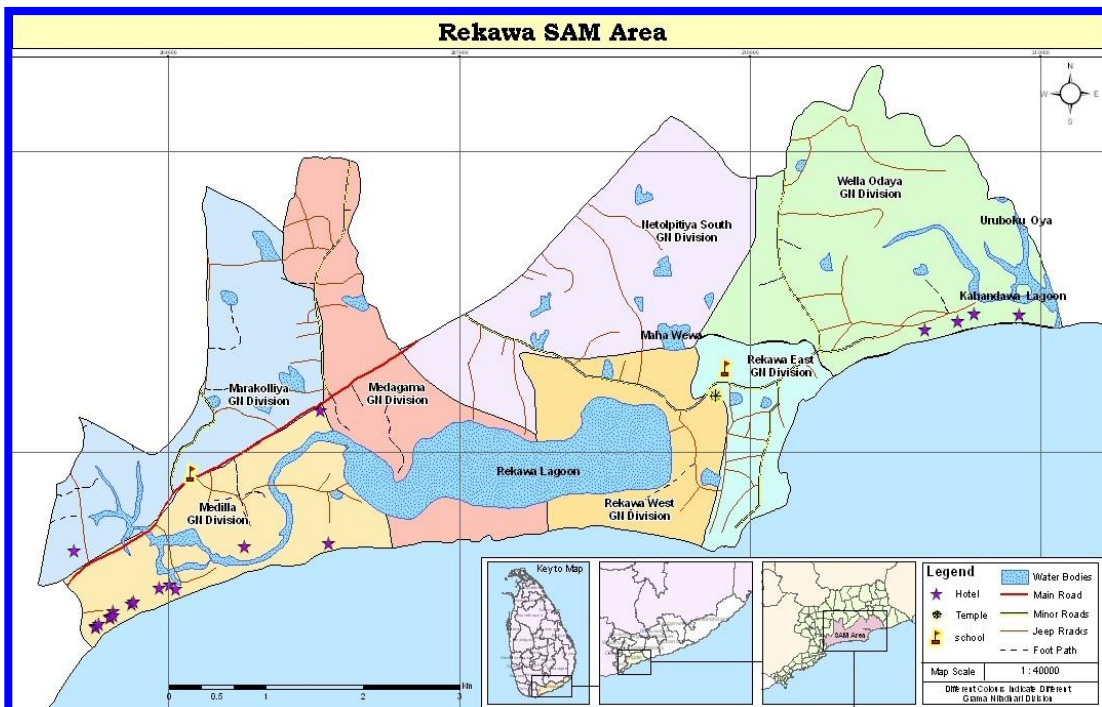 Rekawa SAM Area
N
W
E
S
Wella Odaya
GN Division
Netolpitiya South
GN Division
Uruboku Oya
Kahandawa Lagoon
Maha Wewa
Rekawa East
GN Division
Marakolliya
GN Division
Medagama
GN Division
Rekawa Lagoon
Medilla
GN Division
Rekawa West
GN Division
Key to Map
SAM Area
Legend
Hotel
Temple
school
Water Bodies
Main Road
Minor Roads
Jeep Rracks
Foot Path
Map Scale
1 : 40000
Different Colours Indicate Different
Grama Niladhari Division
0
0.5
1
2
3
Km